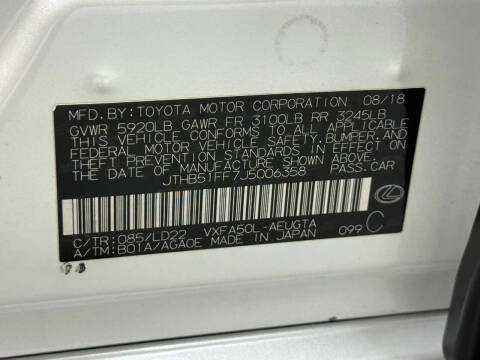 MFD.BY:TOYOTA MOTOR CORPORATION 08/18
GVWR 5920LB GAWR FR 3100LB RR 3245LB
THIS VEHICLE CONFORMS TO ALL APPLICABLE
FEDERAL MOTOR VEHICLE SAFETY,BUMPER,AND
THEFT PREVENTION STANDARDS IN EFFECT ON
THE DATE OF MANUFACTURE SHOWN ABOVE.
JTHB51FF7J5006358 PASS.CAR
C/TR:085/LD22 VXFA50L-AEUGTA
A/TM:B01A/AGA0E MADE IN JAPAN 099 C